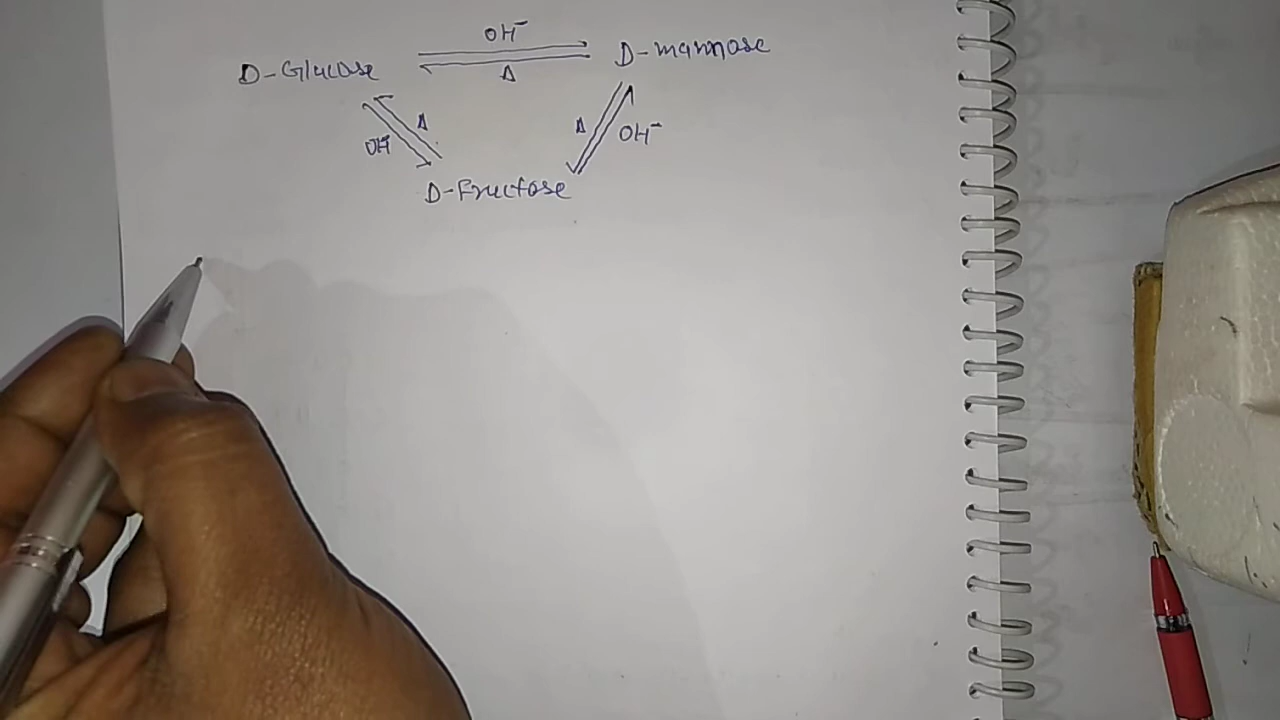 OH⁻
D-Glucose D-mannose
Δ
Δ Δ
OH⁻ OH⁻
D-Fructose